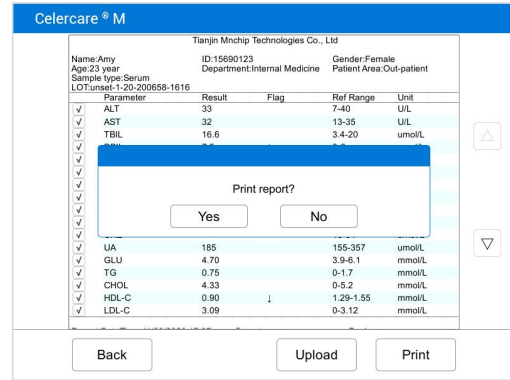 Celercare ® M
Tianjin Mnchip Technologies Co., Ltd
Name:Amy ID:15690123 Gender:Female
Age:23 year Department:Internal Medicine Patient Area:Out-patient
Sample type:Serum
LOT:unset-1-20-200658-1616
Parameter Result Flag Ref Range Unit
√ ALT 33 7-40 U/L
√ AST 32 13-35 U/L
√ TBIL 16.6 3.4-20 umol/L
√
√
√
√
√
√
Print report?
Yes No
√
√ UA 185 155-357 umol/L
√ GLU 4.70 3.9-6.1 mmol/L
√ TG 0.75 0-1.7 mmol/L
√ CHOL 4.33 0-5.2 mmol/L
√ HDL-C 0.90 ↓ 1.29-1.55 mmol/L
√ LDL-C 3.09 0-3.12 mmol/L
Back Upload Print